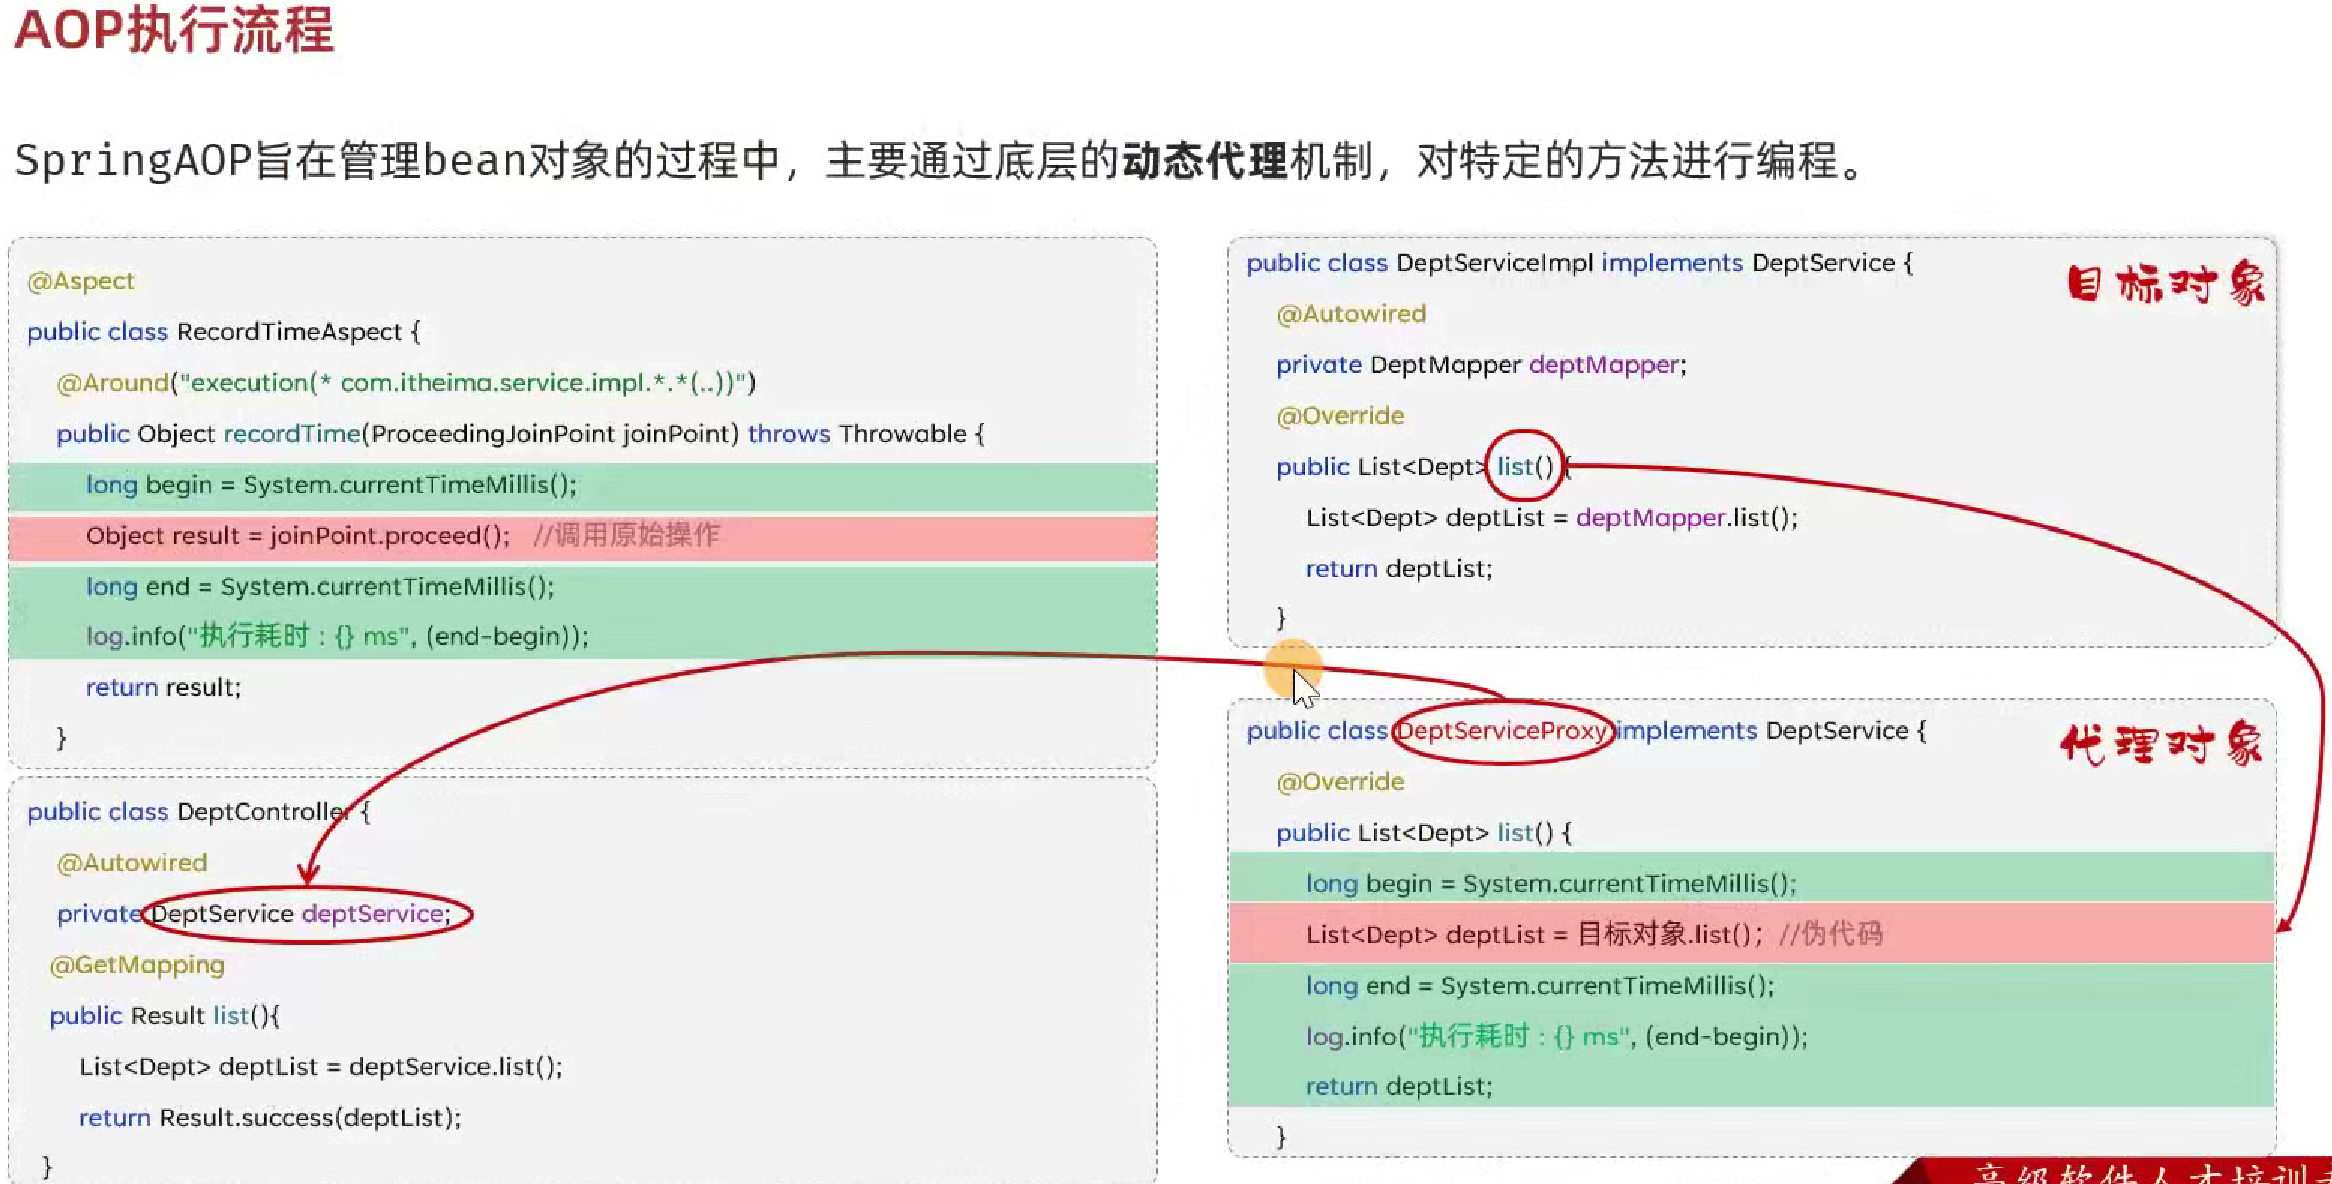 AOP执行流程
SpringAOP旨在管理bean对象的过程中，主要通过底层的动态代理机制，对特定的方法进行编程。
@Aspect
public class RecordTimeAspect {
@Around("execution(* com.itheima.service.impl.*.*(..))")
public Object recordTime(ProceedingJoinPoint joinPoint) throws Throwable {
long begin = System.currentTimeMillis();
Object result = joinPoint.proceed(); //调用原始操作
long end = System.currentTimeMillis();
log.info("执行耗时 : {} ms", (end-begin));
return result;
}
public class DeptController {
@Autowired
private DeptService deptService;
@GetMapping
public Result list(){
List<Dept> deptList = deptService.list();
return Result.success(deptList);
}
public class DeptServiceImpl implements DeptService {
目标对象
@Autowired
private DeptMapper deptMapper;
@Override
public List<Dept> list() {
List<Dept> deptList = deptMapper.list();
return deptList;
}
public class DeptServiceProxy implements DeptService {
代理对象
@Override
public List<Dept> list() {
long begin = System.currentTimeMillis();
List<Dept> deptList = 目标对象.list(); //伪代码
long end = System.currentTimeMillis();
log.info("执行耗时 : {} ms", (end-begin));
return deptList;
}
高级软件人才培训